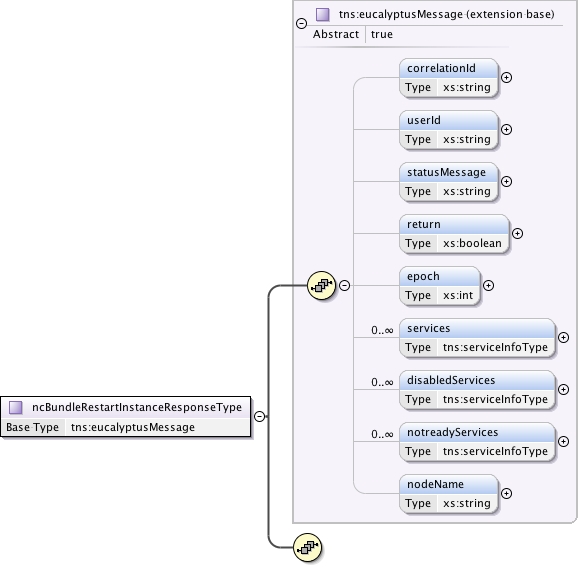 tns:eucalyptusMessage (extension base)
Abstract true
correlationId
Type xs:string
userId
Type xs:string
statusMessage
Type xs:string
return
Type xs:boolean
epoch
Type xs:int
0..∞ services
Type tns:serviceInfoType
0..∞ disabledServices
Type tns:serviceInfoType
ncBundleRestartInstanceResponseType
Base Type tns:eucalyptusMessage
0..∞ notreadyServices
Type tns:serviceInfoType
nodeName
Type xs:string